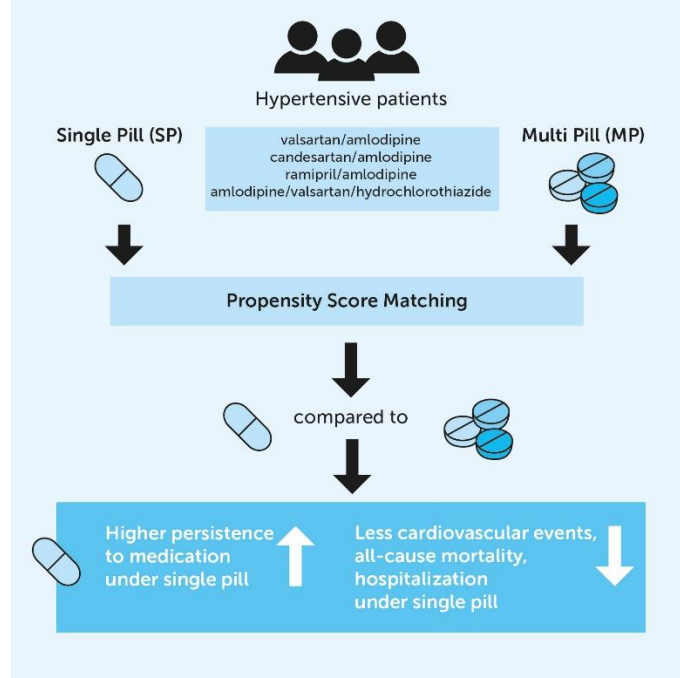 Hypertensive patients
Single Pill (SP)
valsartan/amlodipine
candesartan/amlodipine
ramipril/amlodipine
amlodipine/valsartan/hydrochlorothiazide
Multi Pill (MP)
Propensity Score Matching
compared to
Higher persistence
to medication
under single pill
Less cardiovascular events,
all-cause mortality,
hospitalization
under single pill